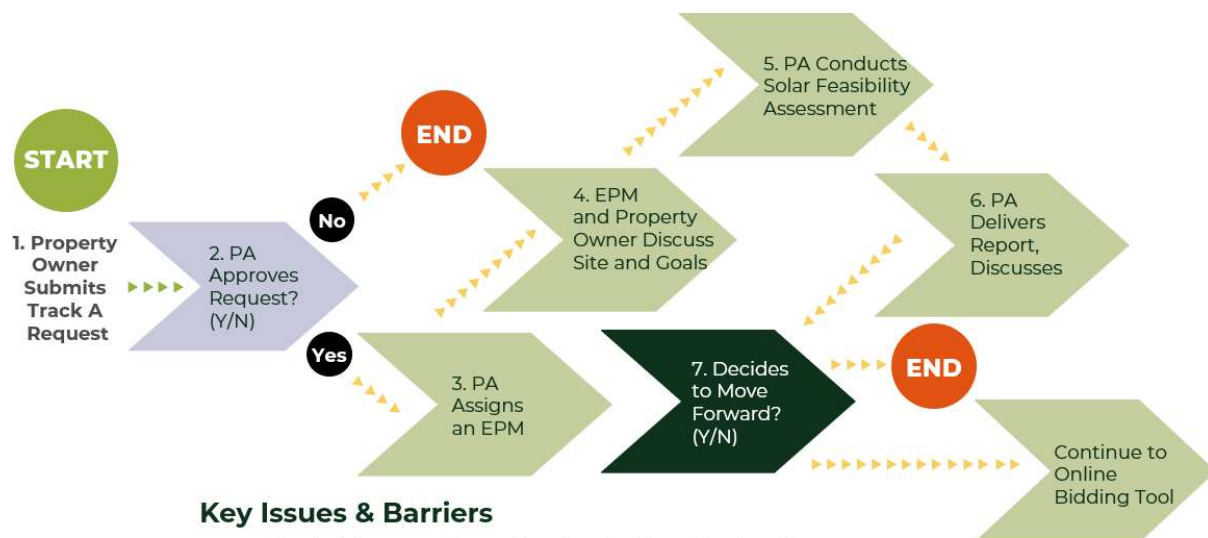 START
1. Property
Owner
Submits
Track A
Request
2. PA
Approves
Request?
(Y/N)
No
END
Yes
3. PA
Assigns
an EPM
4. EPM
and Property
Owner Discuss
Site and Goals
5. PA Conducts
Solar Feasibility
Assessment
6. PA
Delivers
Report,
Discusses
7. Decides
to Move
Forward?
(Y/N)
END
Continue to
Online
Bidding Tool
Key Issues & Barriers